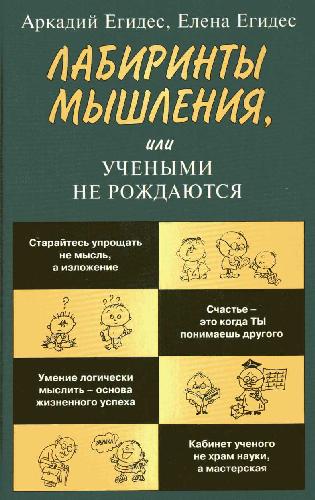 Аркадий Егидес, Елена Егидес
ЛАБИРИНТЫ
МЫШЛЕНИЯ,
или
УЧЕНЫМИ
НЕ РОЖДАЮТСЯ
Старайтесь упрощать
не мысль,
а изложение
Счастье –
это когда ТЫ
понимаешь другого
Умение логически
мыслить – основа
жизненного успеха
Кабинет ученого
не храм науки,
а мастерская